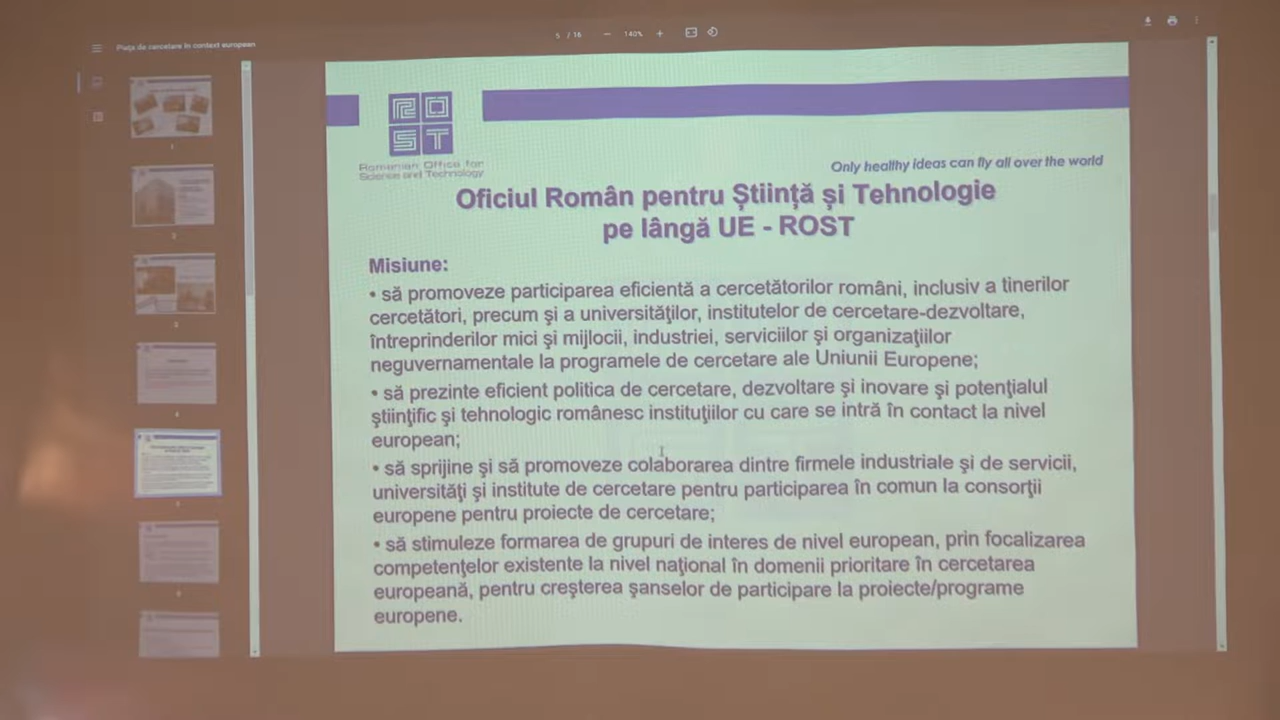 Piața de cercetare în context european
5 / 16
140%
RO
ST
Romanian Office for
Science and Technology
Only healthy ideas can fly all over the world
Oficiul Român pentru Știință și Tehnologie
pe lângă UE - ROST
Misiune:
• să promoveze participarea eficientă a cercetătorilor români, inclusiv a tinerilor
cercetători, precum şi a universităţilor, institutelor de cercetare-dezvoltare,
întreprinderilor mici şi mijlocii, industriei, serviciilor şi organizaţiilor
neguvernamentale la programele de cercetare ale Uniunii Europene;
• să prezinte eficient politica de cercetare, dezvoltare şi inovare şi potenţialul
ştiinţific şi tehnologic românesc instituţiilor cu care se intră în contact la nivel
european;
• să sprijine şi să promoveze colaborarea dintre firmele industriale şi de servicii,
universităţi şi institute de cercetare pentru participarea în comun la consorţii
europene pentru proiecte de cercetare;
• să stimuleze formarea de grupuri de interes de nivel european, prin focalizarea
competenţelor existente la nivel naţional în domenii prioritare în cercetarea
europeană, pentru creşterea şanselor de participare la proiecte/programe
europene.